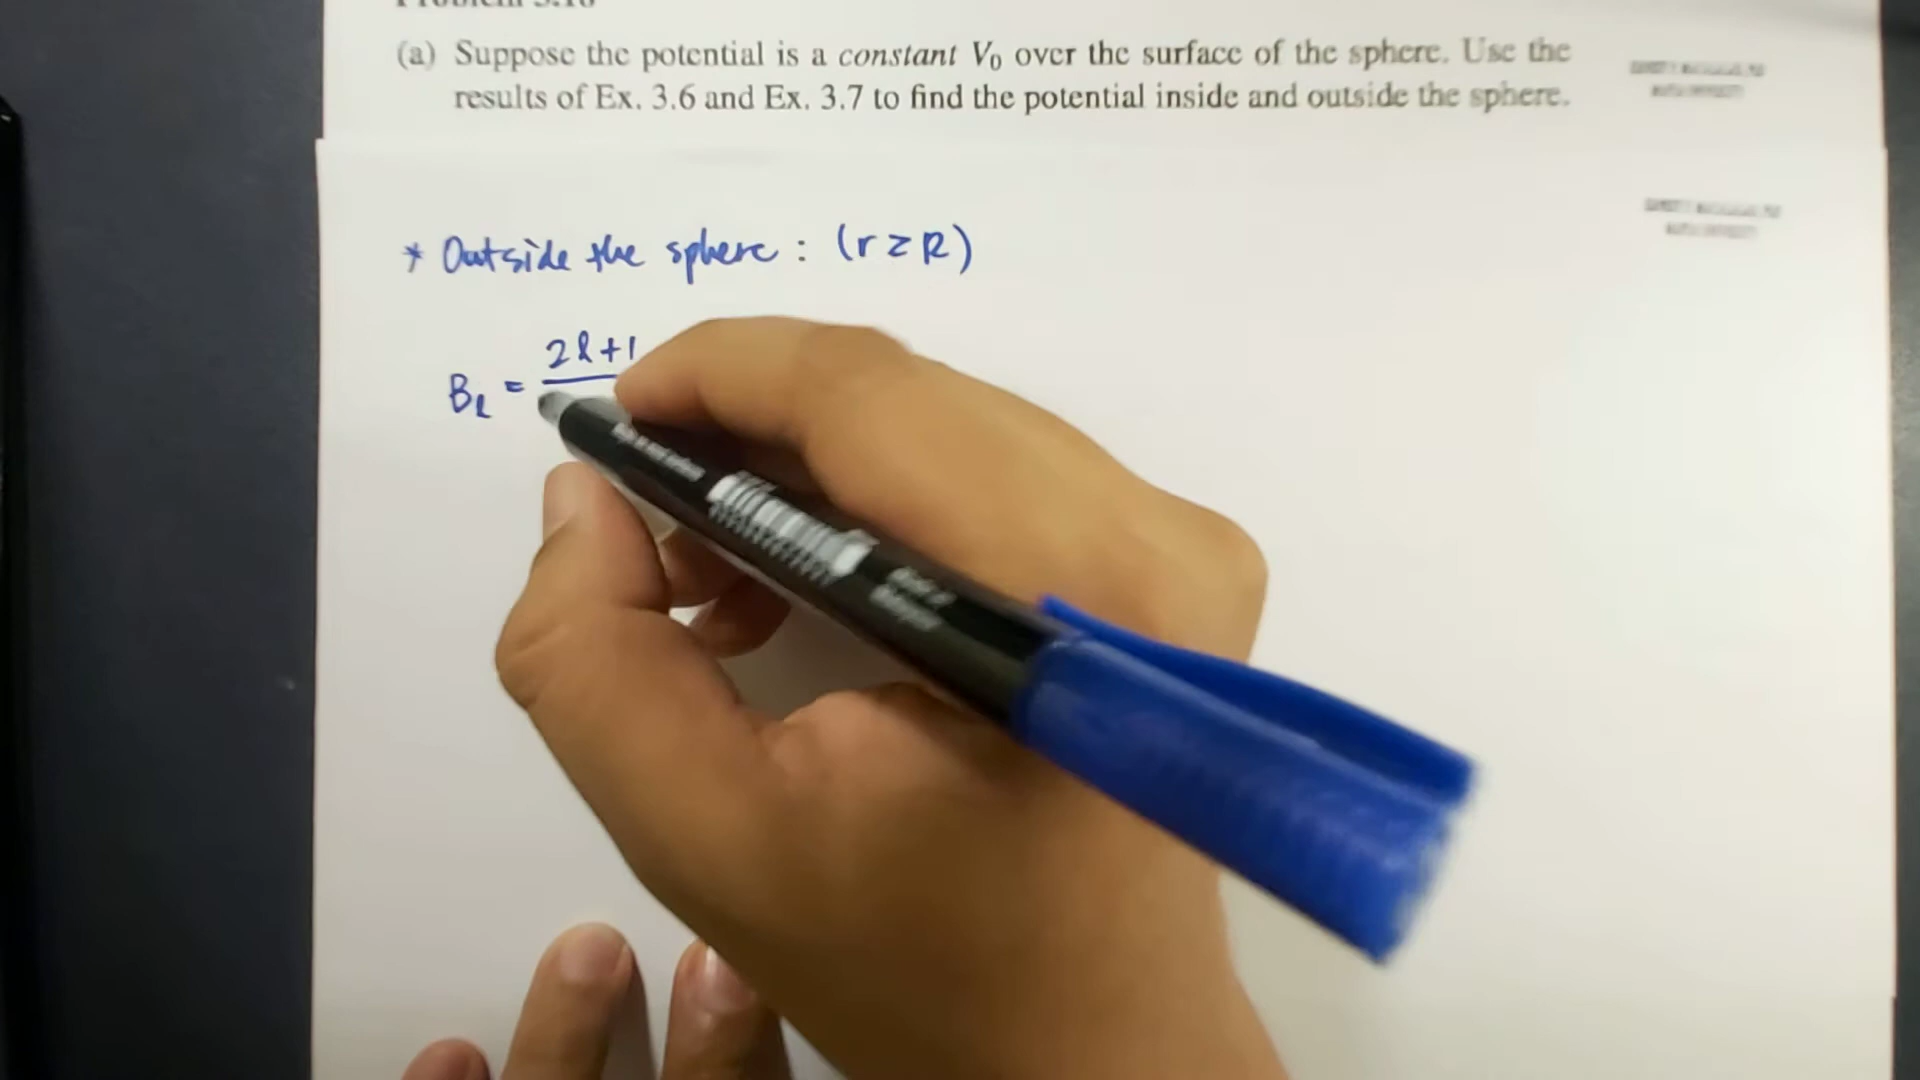 (a) Suppose the potential is a constant V₀ over the surface of the sphere. Use the
results of Ex. 3.6 and Ex. 3.7 to find the potential inside and outside the sphere.
* Outside the sphere : (r ≥ R)
2l+1
Bₗ =